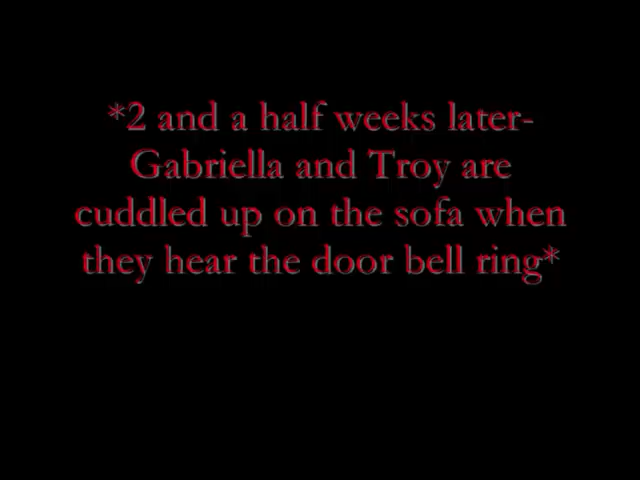 *2 and a half weeks later-
Gabriella and Troy are
cuddled up on the sofa when
they hear the door bell ring*